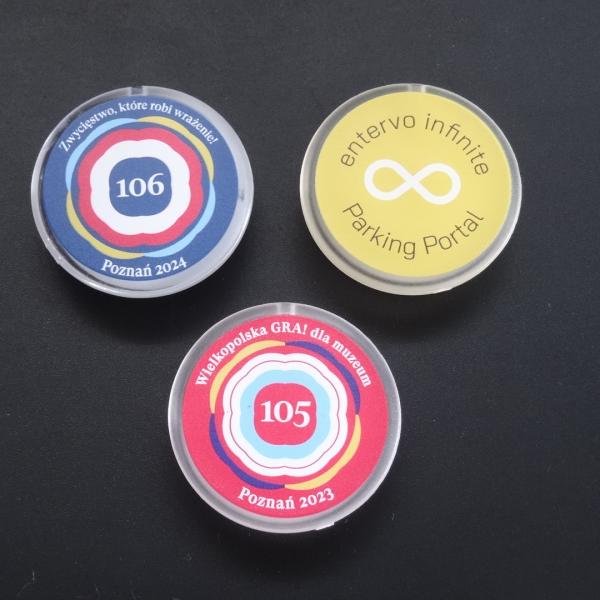 Zwycięstwo, które robi wrażenie!
106
Poznań 2024
entervo infinite
Parking Portal
Wielkopolska GRA! dla muzeum
105
Poznań 2023